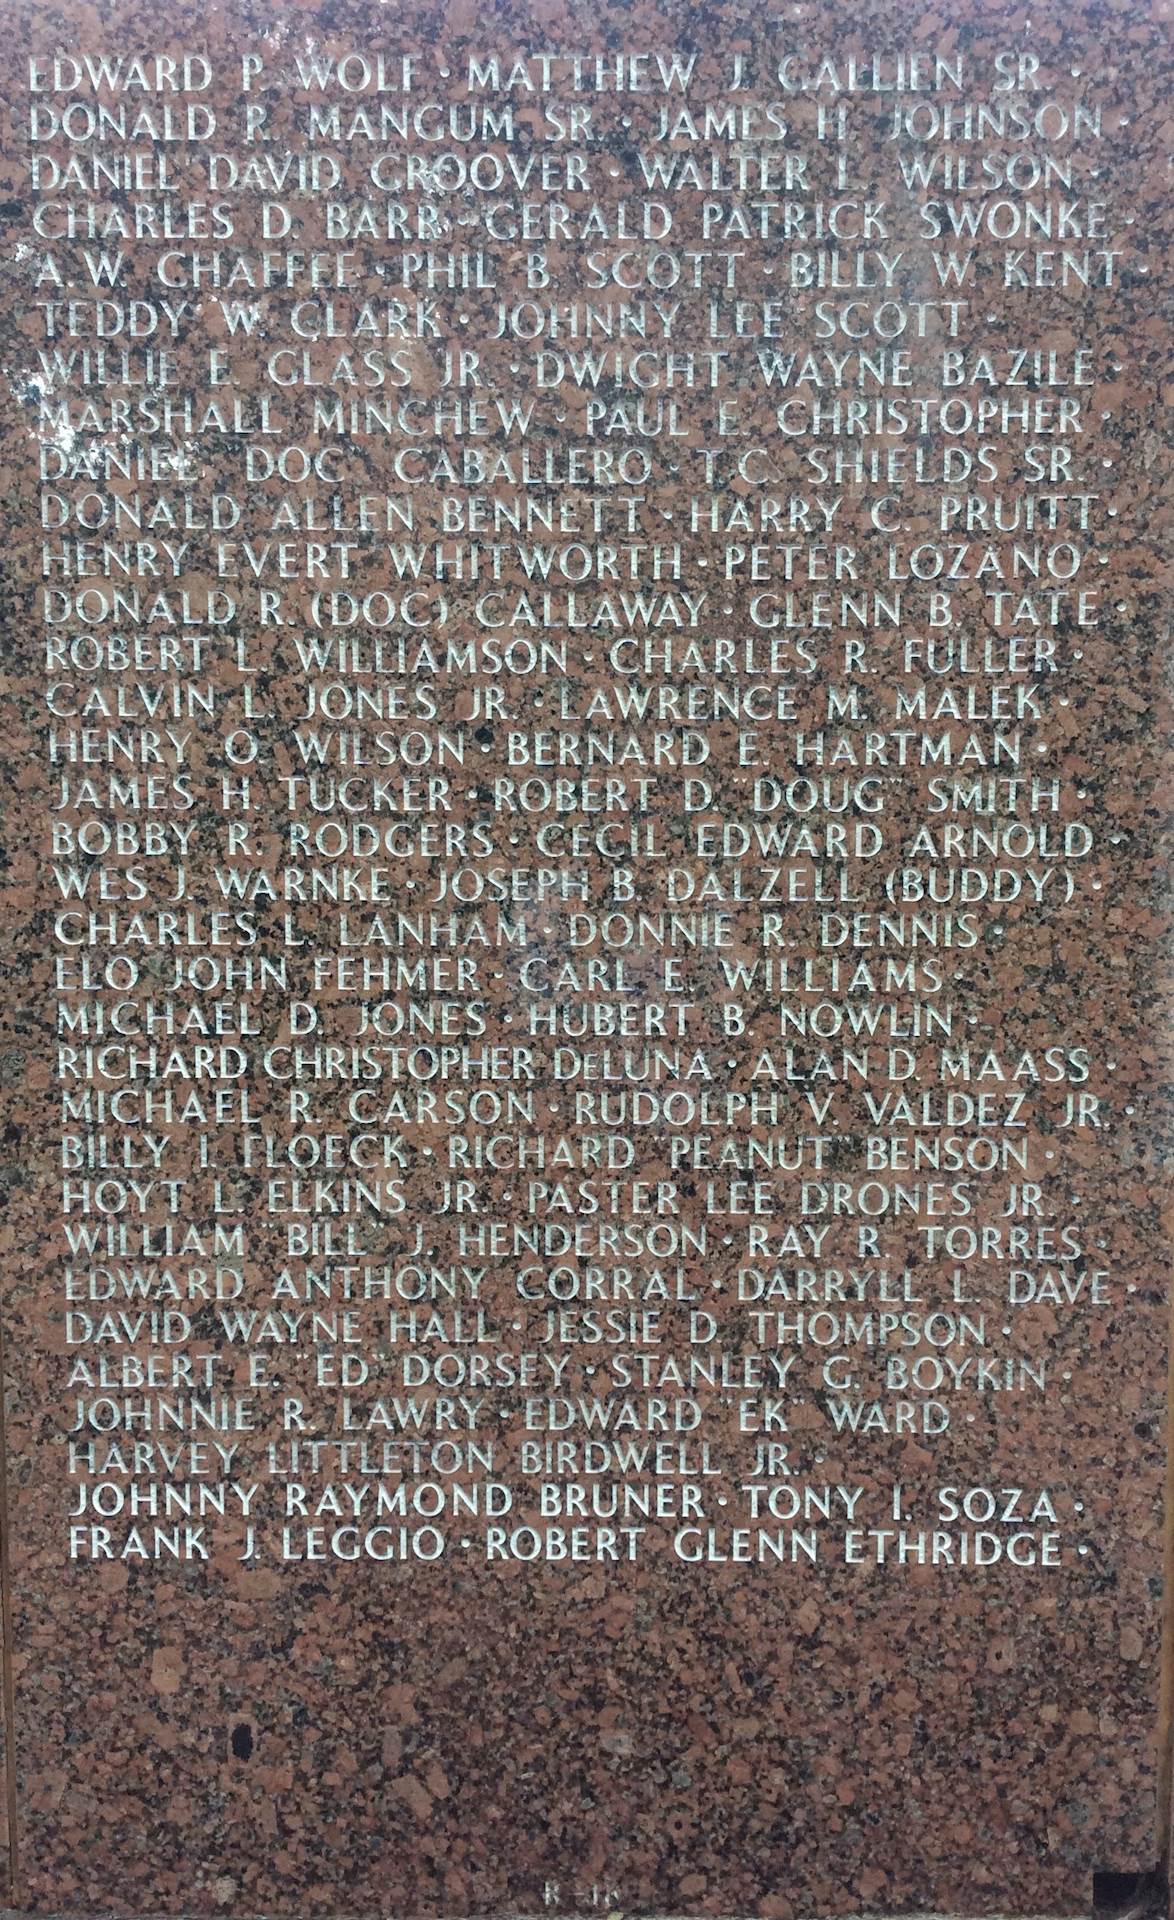 EDWARD P. WOLF · MATTHEW J. GALLIEN SR. ·
DONALD R. MANGUM SR. · JAMES H. JOHNSON ·
DANIEL DAVID GROOVER · WALTER L. WILSON ·
CHARLES D. BARR · GERALD PATRICK SWONKE ·
A.W. CHAFFEE · PHIL B. SCOTT · BILLY W. KENT ·
TEDDY W. CLARK · JOHNNY LEE SCOTT ·
WILLIE E. GLASS JR. · DWIGHT WAYNE BAZILE ·
MARSHALL MINCHEW · PAUL E. CHRISTOPHER ·
DANIEL "DOC" CABALLERO · T.C. SHIELDS SR. ·
DONALD ALLEN BENNETT · HARRY C. PRUITT ·
HENRY EVERT WHITWORTH · PETER LOZANO ·
DONALD R. (DOC) CALLAWAY · GLENN B. TATE ·
ROBERT L. WILLIAMSON · CHARLES R. FULLER ·
CALVIN L. JONES JR. · LAWRENCE M. MALEK ·
HENRY O. WILSON · BERNARD E. HARTMAN ·
JAMES H. TUCKER · ROBERT D. "DOUG" SMITH ·
BOBBY R. RODGERS · CECIL EDWARD ARNOLD ·
WES J. WARNKE · JOSEPH B. DALZELL (BUDDY) ·
CHARLES L. LANHAM · DONNIE R. DENNIS ·
ELO JOHN FEHMER · CARL E. WILLIAMS ·
MICHAEL D. JONES · HUBERT B. NOWLIN ·
RICHARD CHRISTOPHER DeLUNA · ALAN D. MAASS ·
MICHAEL R. CARSON · RUDOLPH V. VALDEZ JR. ·
BILLY I. FLOECK · RICHARD "PEANUT" BENSON ·
HOYT L. ELKINS JR. · PASTER LEE DRONES JR. ·
WILLIAM "BILL" J. HENDERSON · RAY R. TORRES ·
EDWARD ANTHONY CORRAL · DARRYLL L. DAVE ·
DAVID WAYNE HALL · JESSIE D. THOMPSON ·
ALBERT E. "ED" DORSEY · STANLEY G. BOYKIN ·
JOHNNIE R. LAWRY · EDWARD "EK" WARD ·
HARVEY LITTLETON BIRDWELL JR. ·
JOHNNY RAYMOND BRUNER · TONY I. SOZA ·
FRANK J. LEGGIO · ROBERT GLENN ETHRIDGE ·